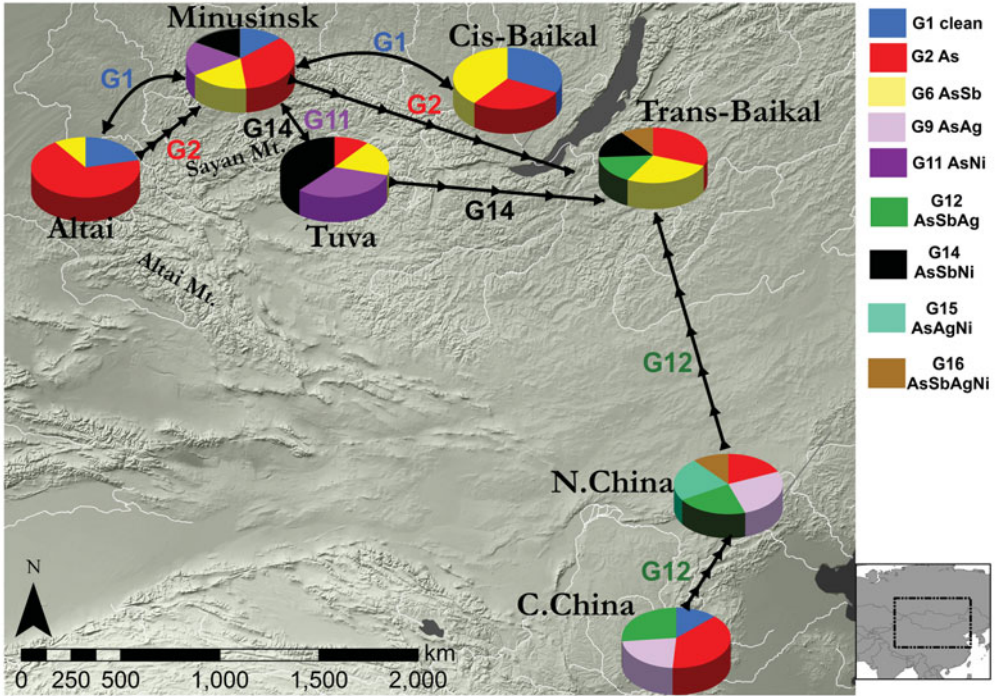 Minusinsk
G1
Cis-Baikal
G1
G2
Trans-Baikal
G2
G14
G11
Sayan Mt.
G14
Altai
Tuva
Altai Mt.
G12
N.China
G12
C.China
N
km
0
500
1,000
1,500
2,000
G1 clean
G2 As
G6 AsSb
G9 AsAg
G11 AsNi
G12
AsSbAg
G14
AsSbNi
G15
AsAgNi
G16
AsSbAgNi